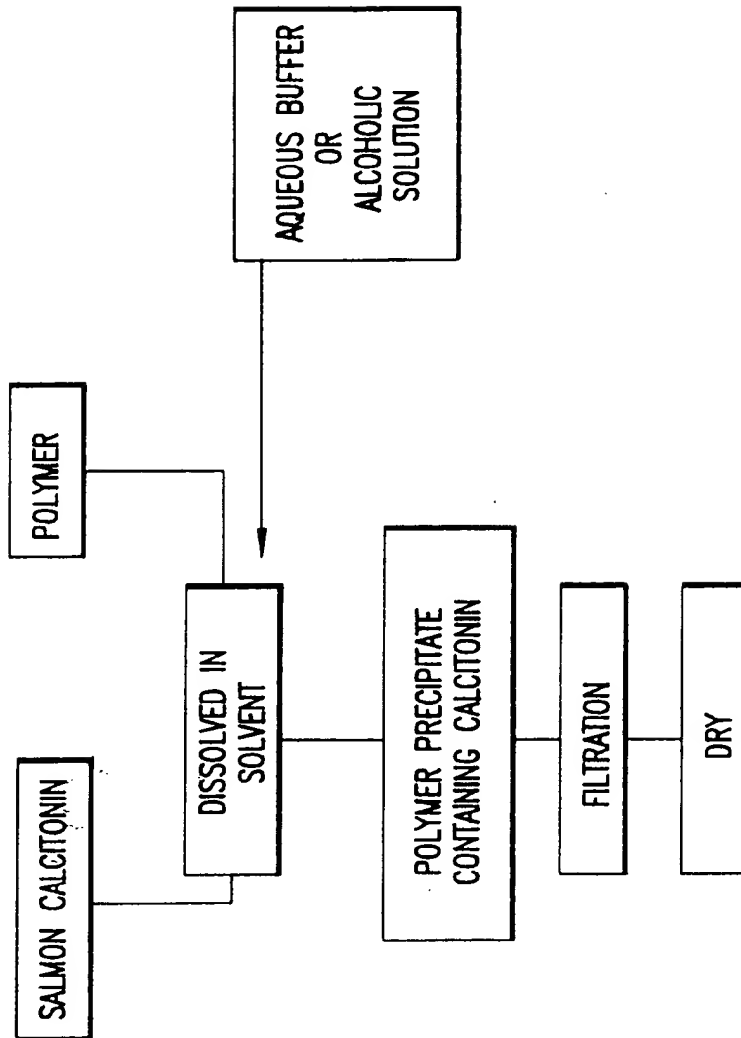 SALMON CALCITONIN
POLYMER
DISSOLVED IN
SOLVENT
AQUEOUS BUFFER
OR
ALCOHOLIC
SOLUTION
POLYMER PRECIPITATE
CONTAINING CALCITONIN
FILTRATION
DRY